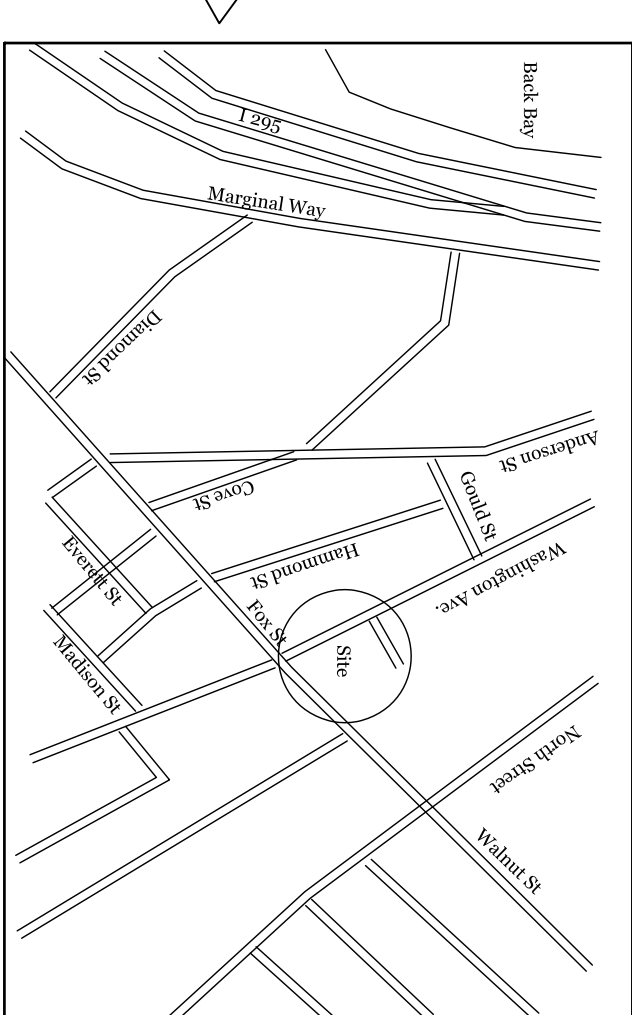 Back Bay
I 295
Marginal Way
Diamond St
Anderson St
Cove St
Gould St
Hammond St
Everett St
Washington Ave.
Fox St
Site
Madison St
North Street
Walnut St